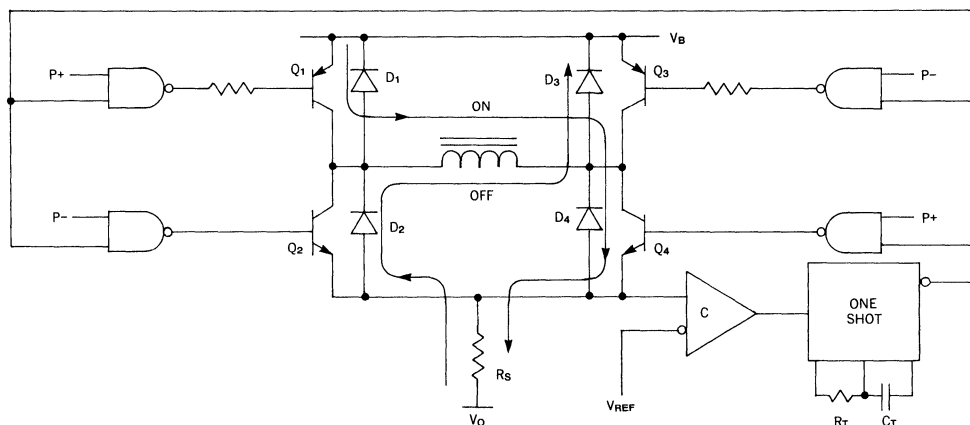 VB
P+
Q1
D1
D3
Q3
P-
ON
OFF
P-
Q2
D2
D4
Q4
P+
C
ONE
SHOT
RS
VO
VREF
RT
CT